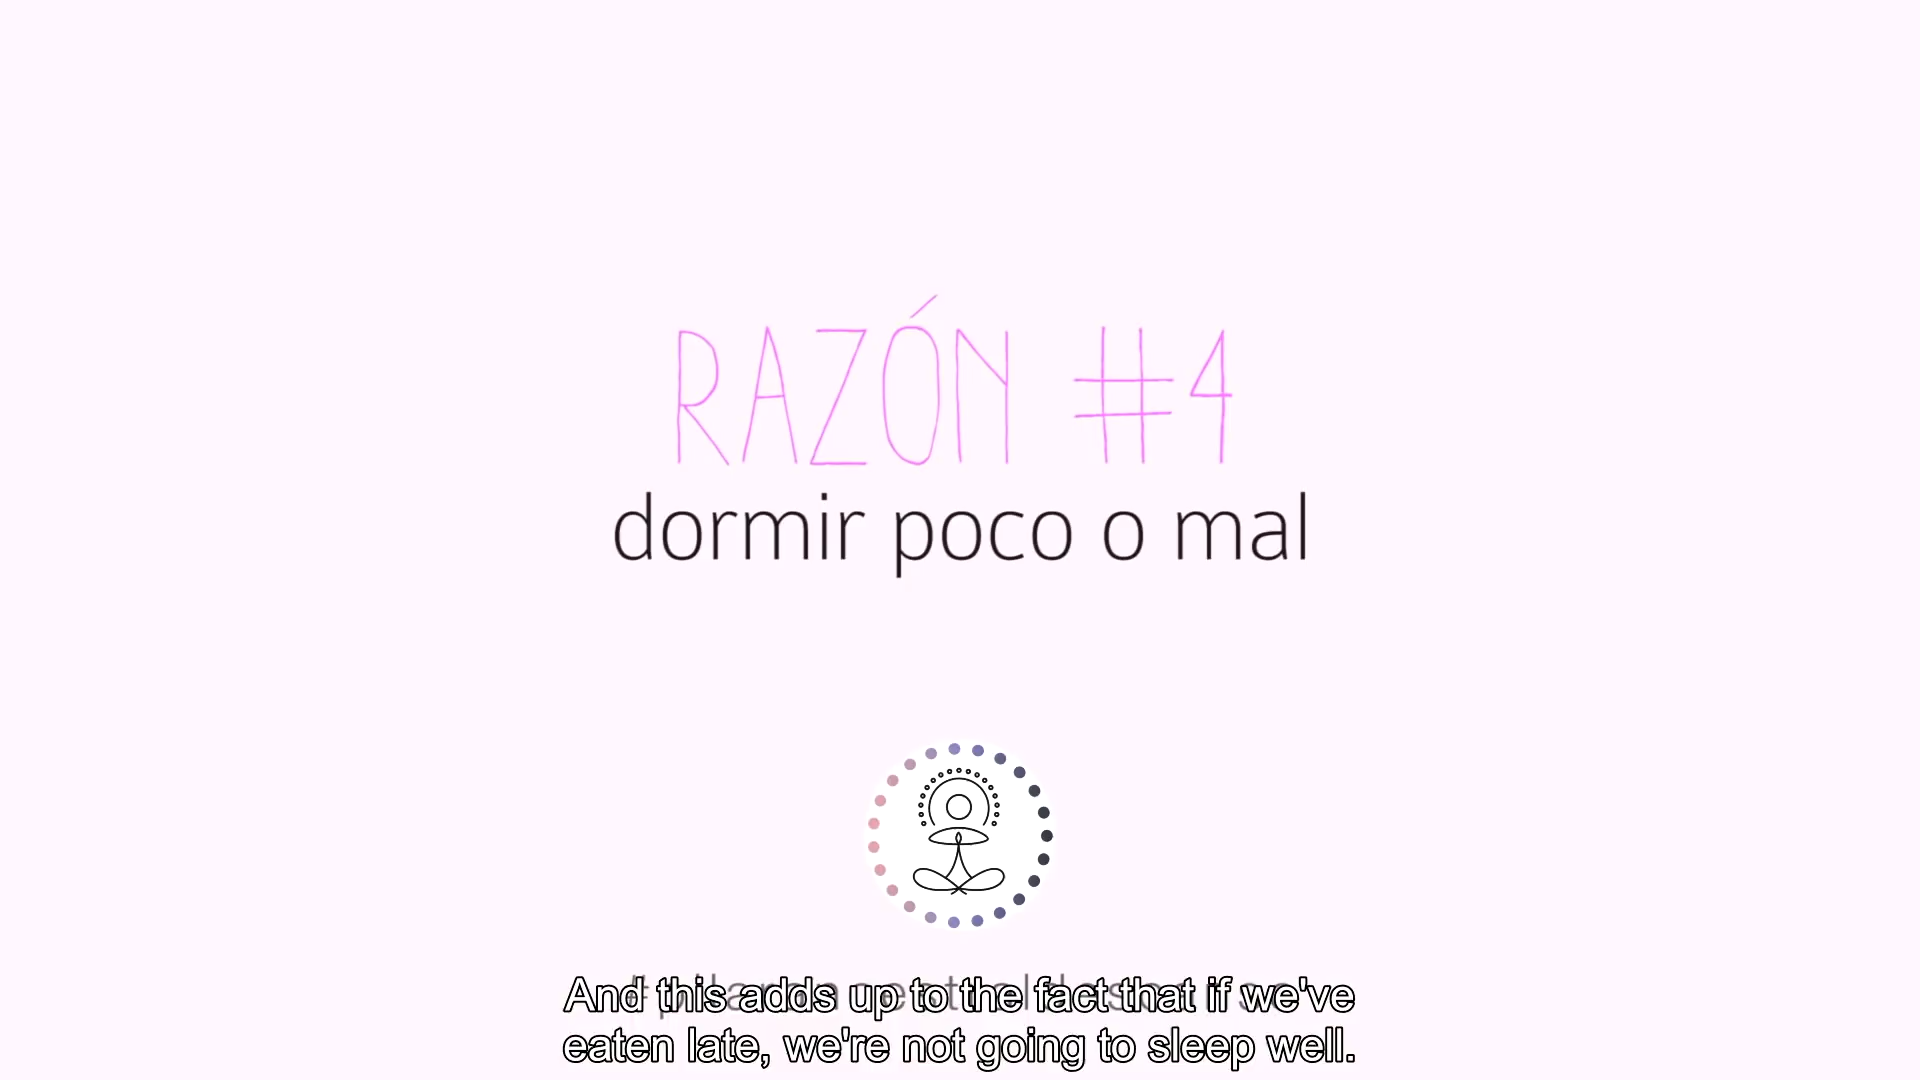 RAZÓN #4
dormir poco o mal
And this adds up to the fact that if we've
eaten late, we're not going to sleep well.